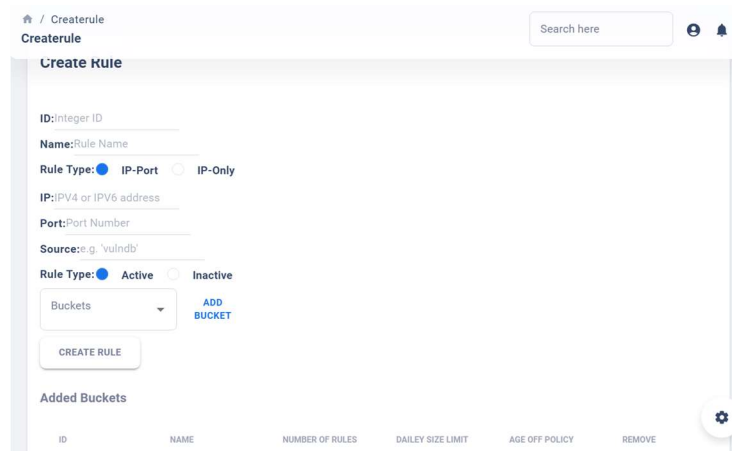 / Createrule
Createrule
Search here
Create Rule
ID:Integer ID
Name:Rule Name
Rule Type: IP-Port IP-Only
IP:IPV4 or IPV6 address
Port:Port Number
Source:e.g. 'vulndb'
Rule Type: Active Inactive
Buckets
ADD
BUCKET
CREATE RULE
Added Buckets
ID NAME NUMBER OF RULES DAILEY SIZE LIMIT AGE OFF POLICY REMOVE